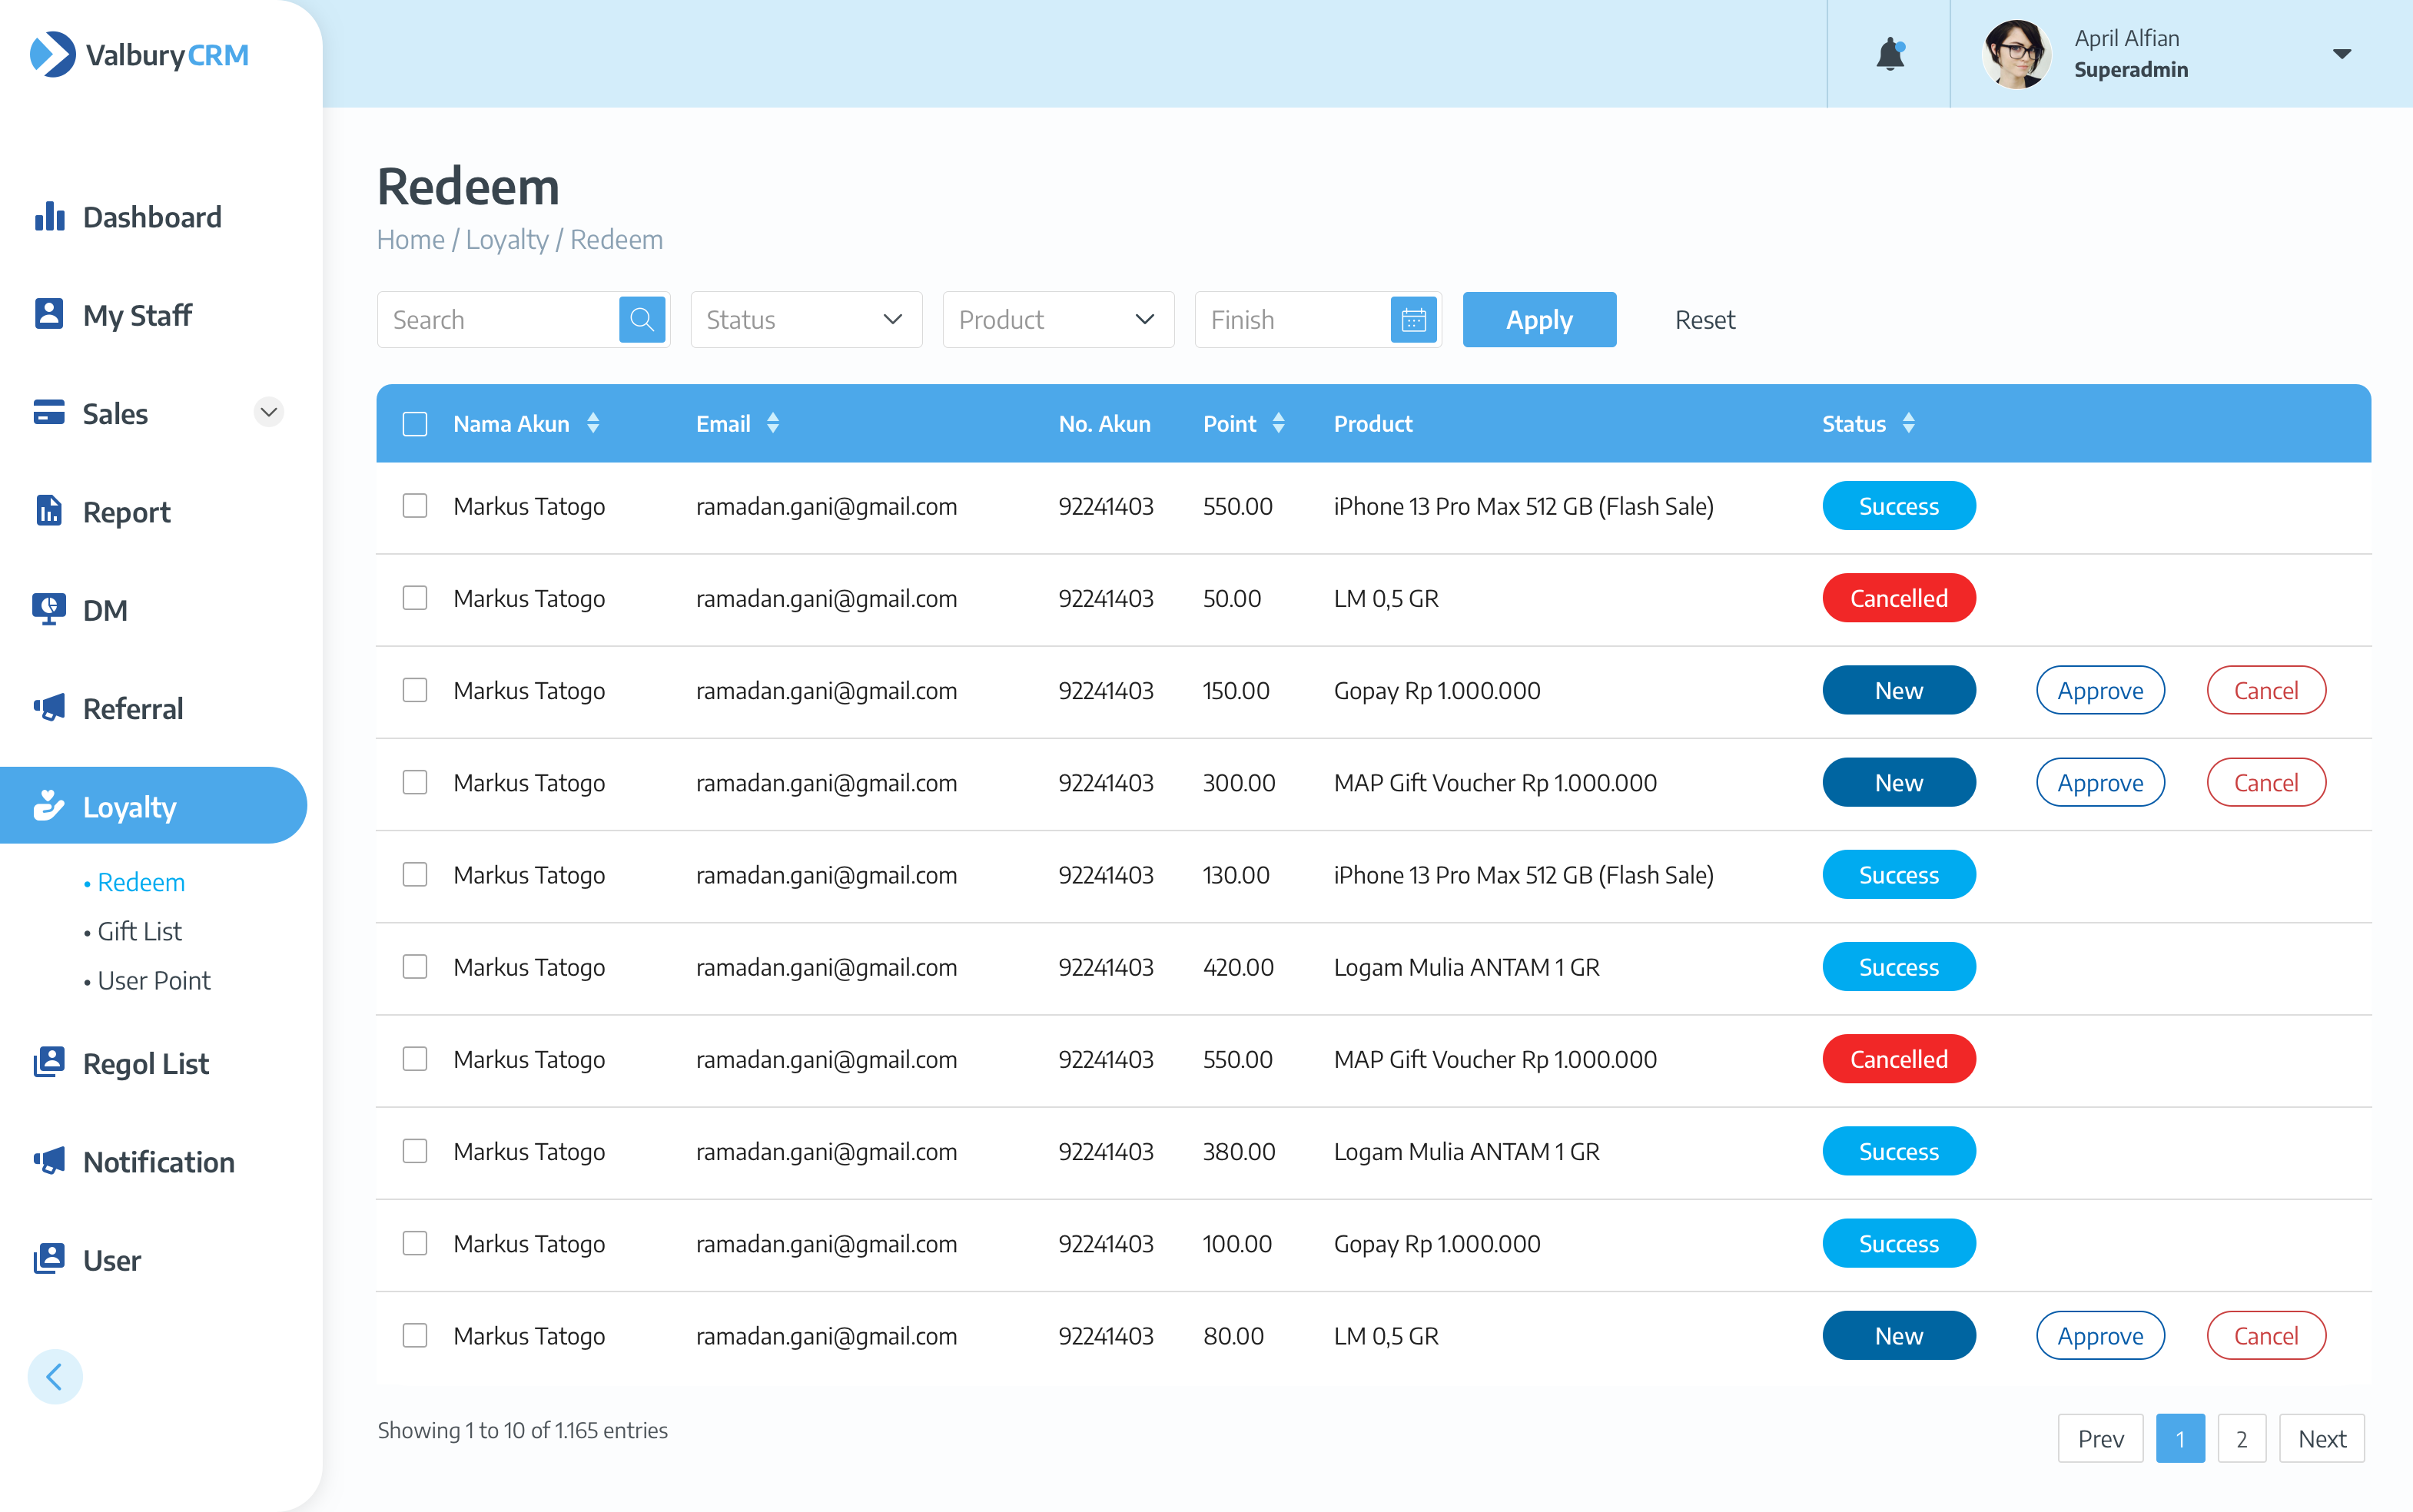 ValburyCRM
April Alfian
Superadmin
Dashboard
My Staff
Sales
Report
DM
Referral
Loyalty
• Redeem
• Gift List
• User Point
Regol List
Notification
User
Redeem
Home / Loyalty / Redeem
Search Status Product Finish Apply Reset
Nama Akun Email No. Akun Point Product Status
Markus Tatogo ramadan.gani@gmail.com 92241403 550.00 iPhone 13 Pro Max 512 GB (Flash Sale) Success
Markus Tatogo ramadan.gani@gmail.com 92241403 50.00 LM 0,5 GR Cancelled
Markus Tatogo ramadan.gani@gmail.com 92241403 150.00 Gopay Rp 1.000.000 New Approve Cancel
Markus Tatogo ramadan.gani@gmail.com 92241403 300.00 MAP Gift Voucher Rp 1.000.000 New Approve Cancel
Markus Tatogo ramadan.gani@gmail.com 92241403 130.00 iPhone 13 Pro Max 512 GB (Flash Sale) Success
Markus Tatogo ramadan.gani@gmail.com 92241403 420.00 Logam Mulia ANTAM 1 GR Success
Markus Tatogo ramadan.gani@gmail.com 92241403 550.00 MAP Gift Voucher Rp 1.000.000 Cancelled
Markus Tatogo ramadan.gani@gmail.com 92241403 380.00 Logam Mulia ANTAM 1 GR Success
Markus Tatogo ramadan.gani@gmail.com 92241403 100.00 Gopay Rp 1.000.000 Success
Markus Tatogo ramadan.gani@gmail.com 92241403 80.00 LM 0,5 GR New Approve Cancel
Showing 1 to 10 of 1.165 entries
Prev 1 2 Next